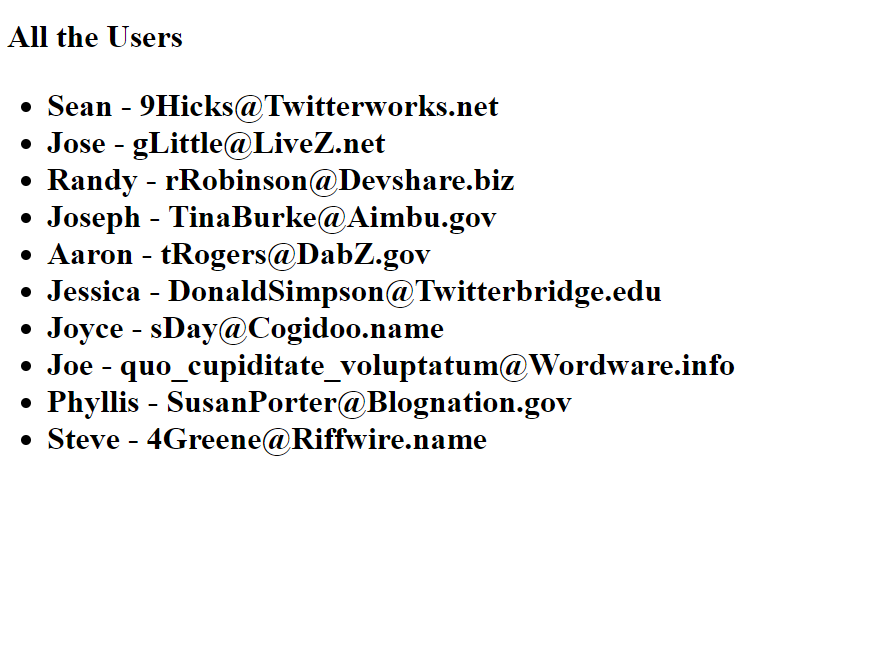 All the Users
Sean - 9Hicks@Twitterworks.net
Jose - gLittle@LiveZ.net
Randy - rRobinson@Devshare.biz
Joseph - TinaBurke@Aimbu.gov
Aaron - tRogers@DabZ.gov
Jessica - DonaldSimpson@Twitterbridge.edu
Joyce - sDay@Cogidoo.name
Joe - quo_cupiditate_voluptatum@Wordware.info
Phyllis - SusanPorter@Blognation.gov
Steve - 4Greene@Riffwire.name